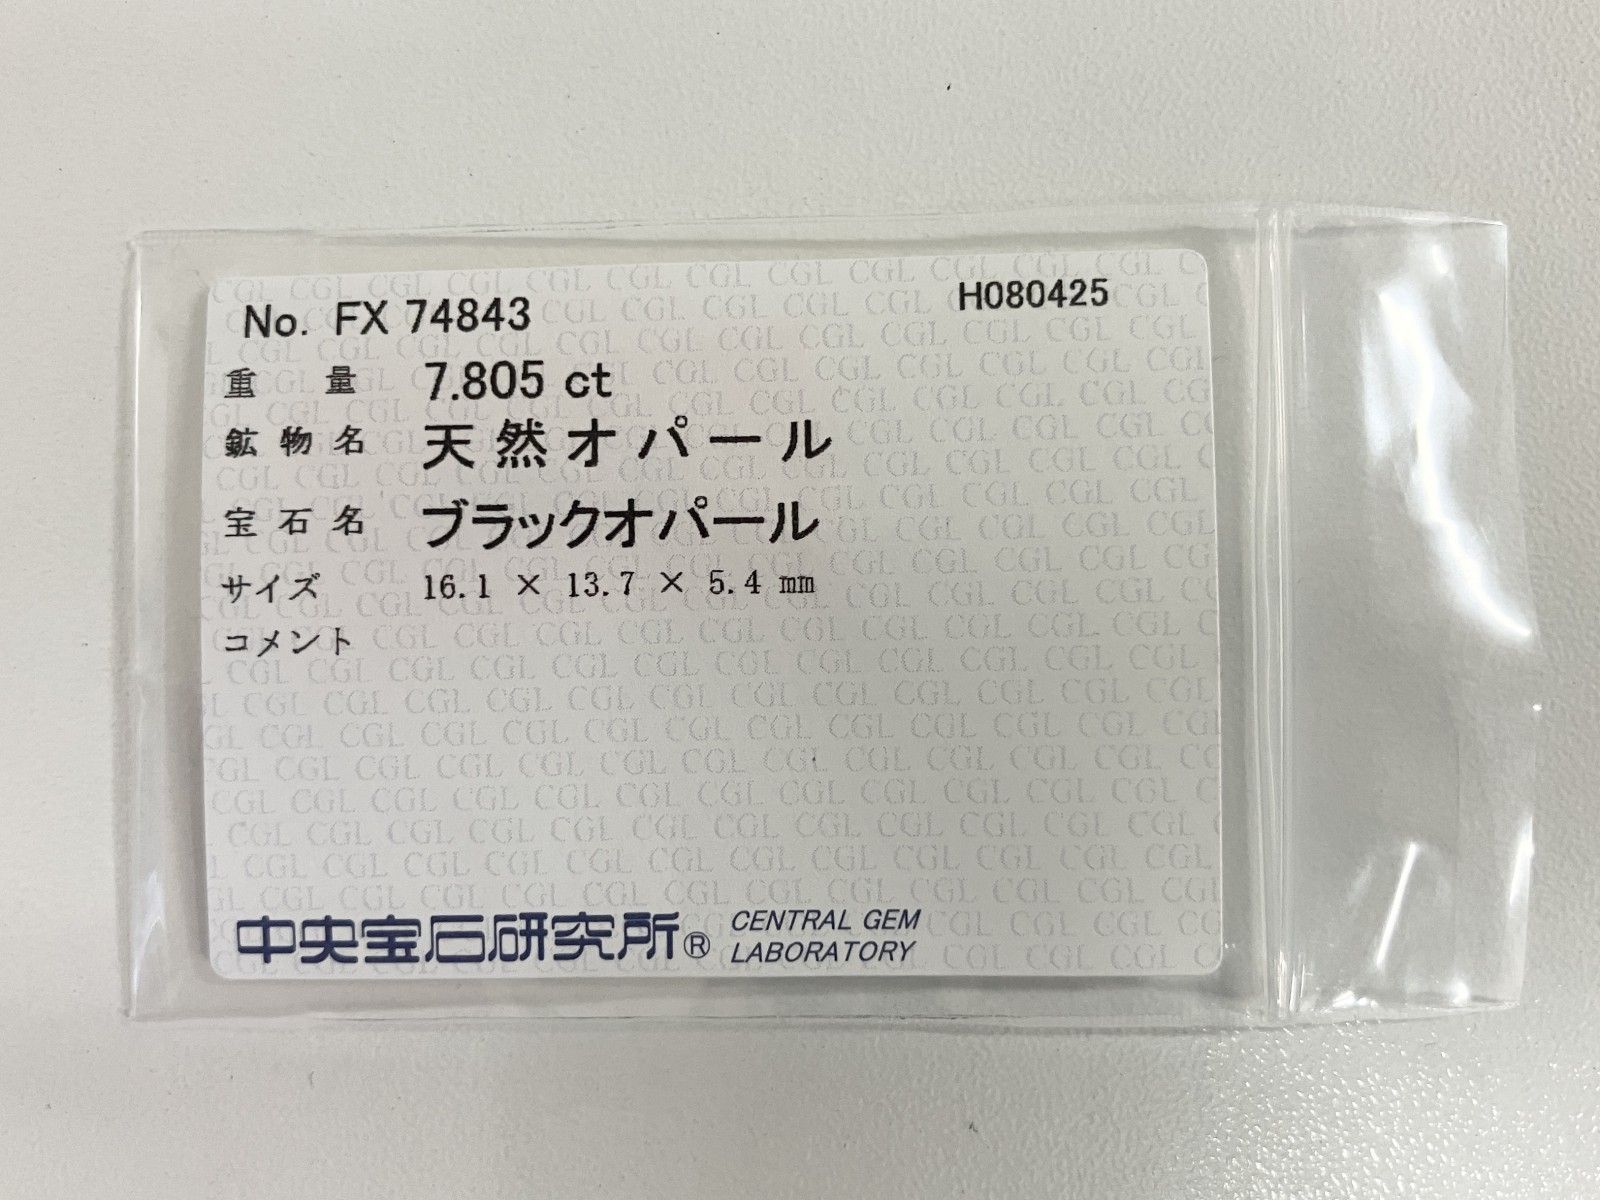 No. FX 74843 H080425
重量 7.805 ct
鉱物名 天然オパール
宝石名 ブラックオパール
サイズ 16.1 × 13.7 × 5.4 mm
コメント
中央宝石研究所® CENTRAL GEM
LABORATORY